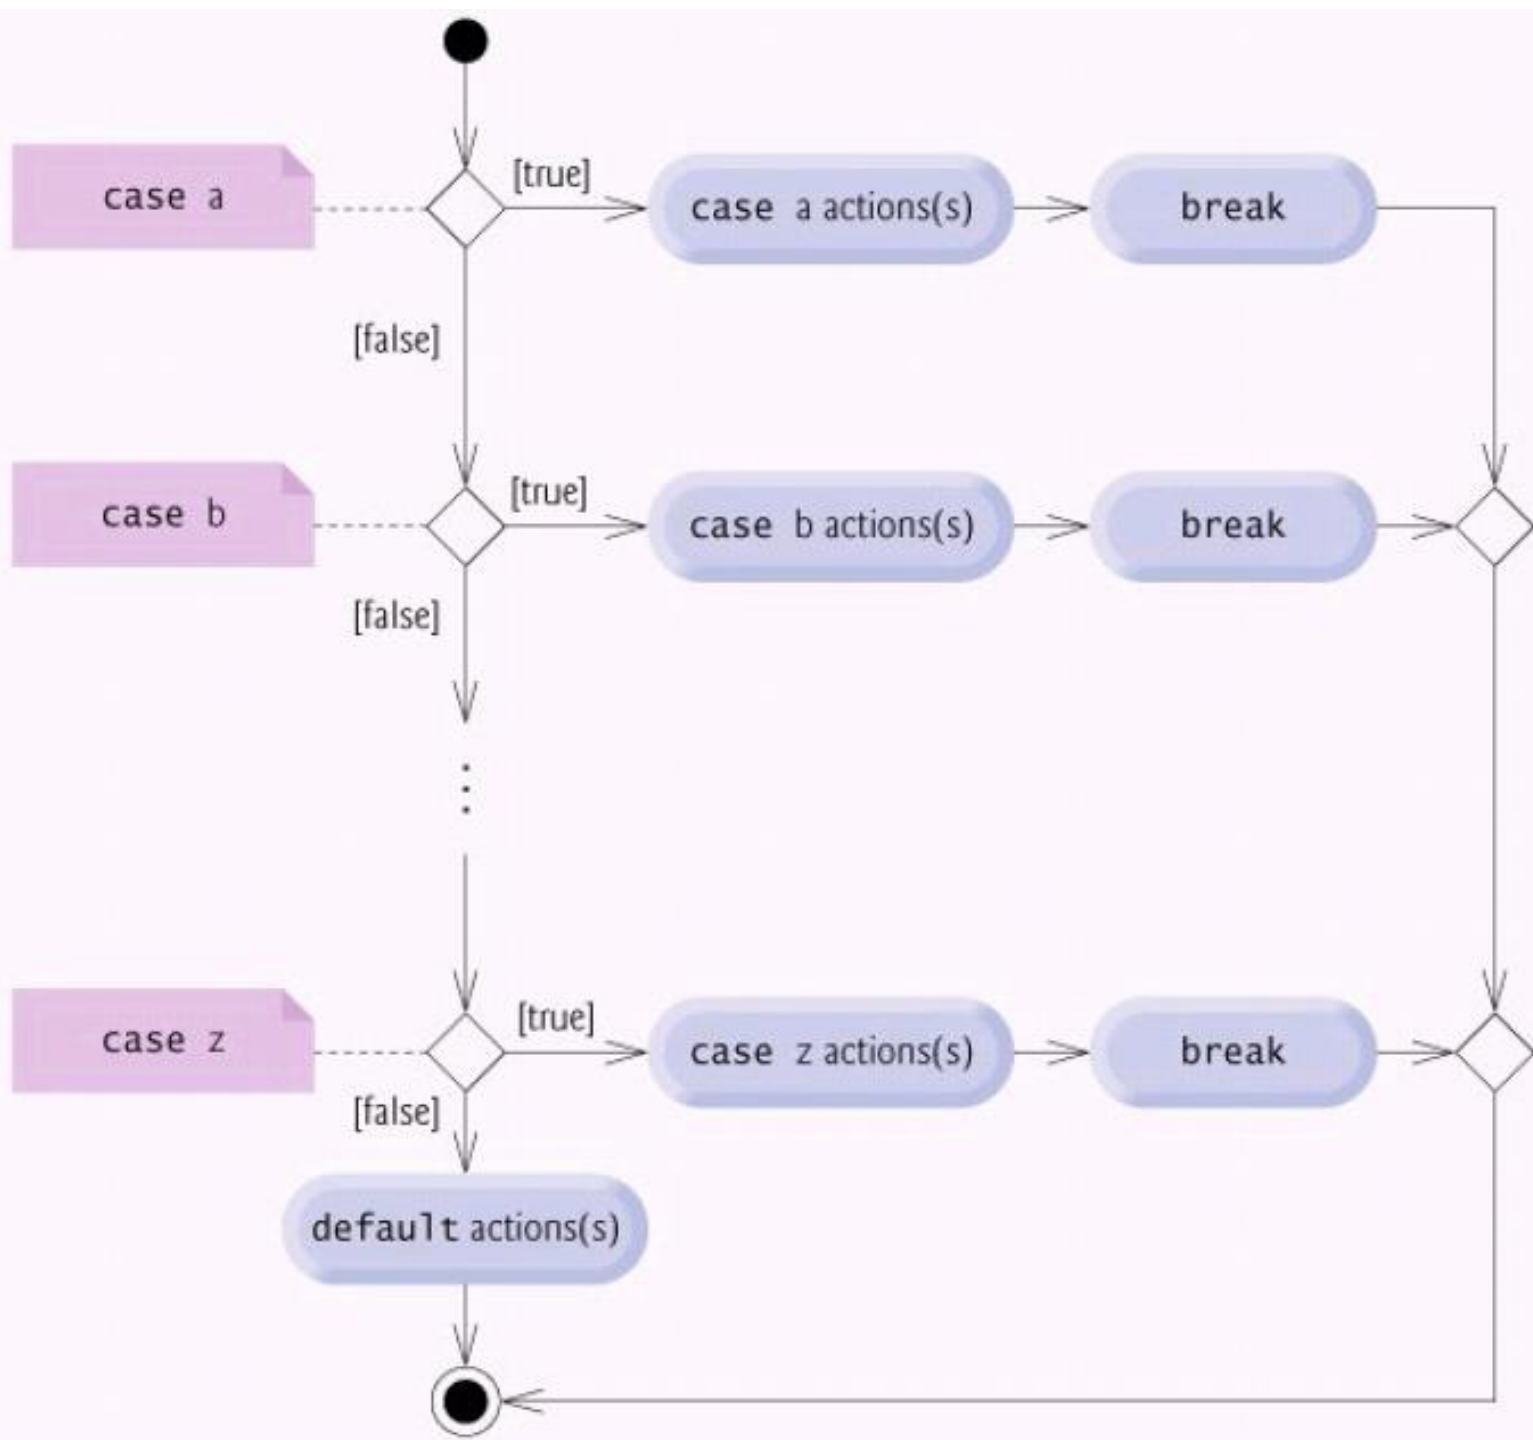 case a
[true]
case a actions(s)
break
[false]
case b
[true]
case b actions(s)
break
[false]
case z
[true]
case z actions(s)
break
[false]
default actions(s)